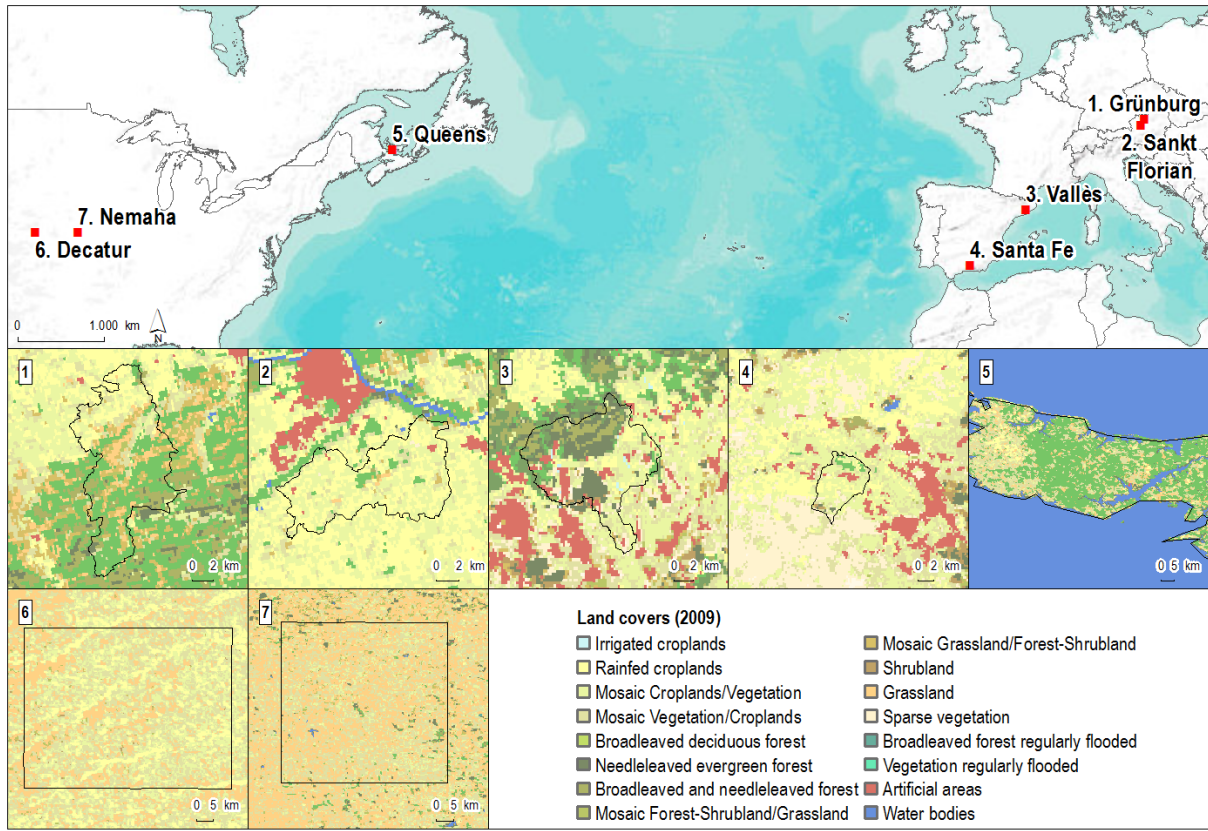 1. Grünburg
5. Queens
2. Sankt
Florian
3. Vallès
7. Nemaha
6. Decatur
4. Santa Fe
0 1.000 km
N
1
0 2 km
2
0 2 km
3
0 2 km
4
0 2 km
5
0 5 km
6
0 5 km
7
0 5 km
Land covers (2009)
Irrigated croplands
Rainfed croplands
Mosaic Croplands/Vegetation
Mosaic Vegetation/Croplands
Broadleaved deciduous forest
Needleleaved evergreen forest
Broadleaved and needleleaved forest
Mosaic Forest-Shrubland/Grassland
Mosaic Grassland/Forest-Shrubland
Shrubland
Grassland
Sparse vegetation
Broadleaved forest regularly flooded
Vegetation regularly flooded
Artificial areas
Water bodies